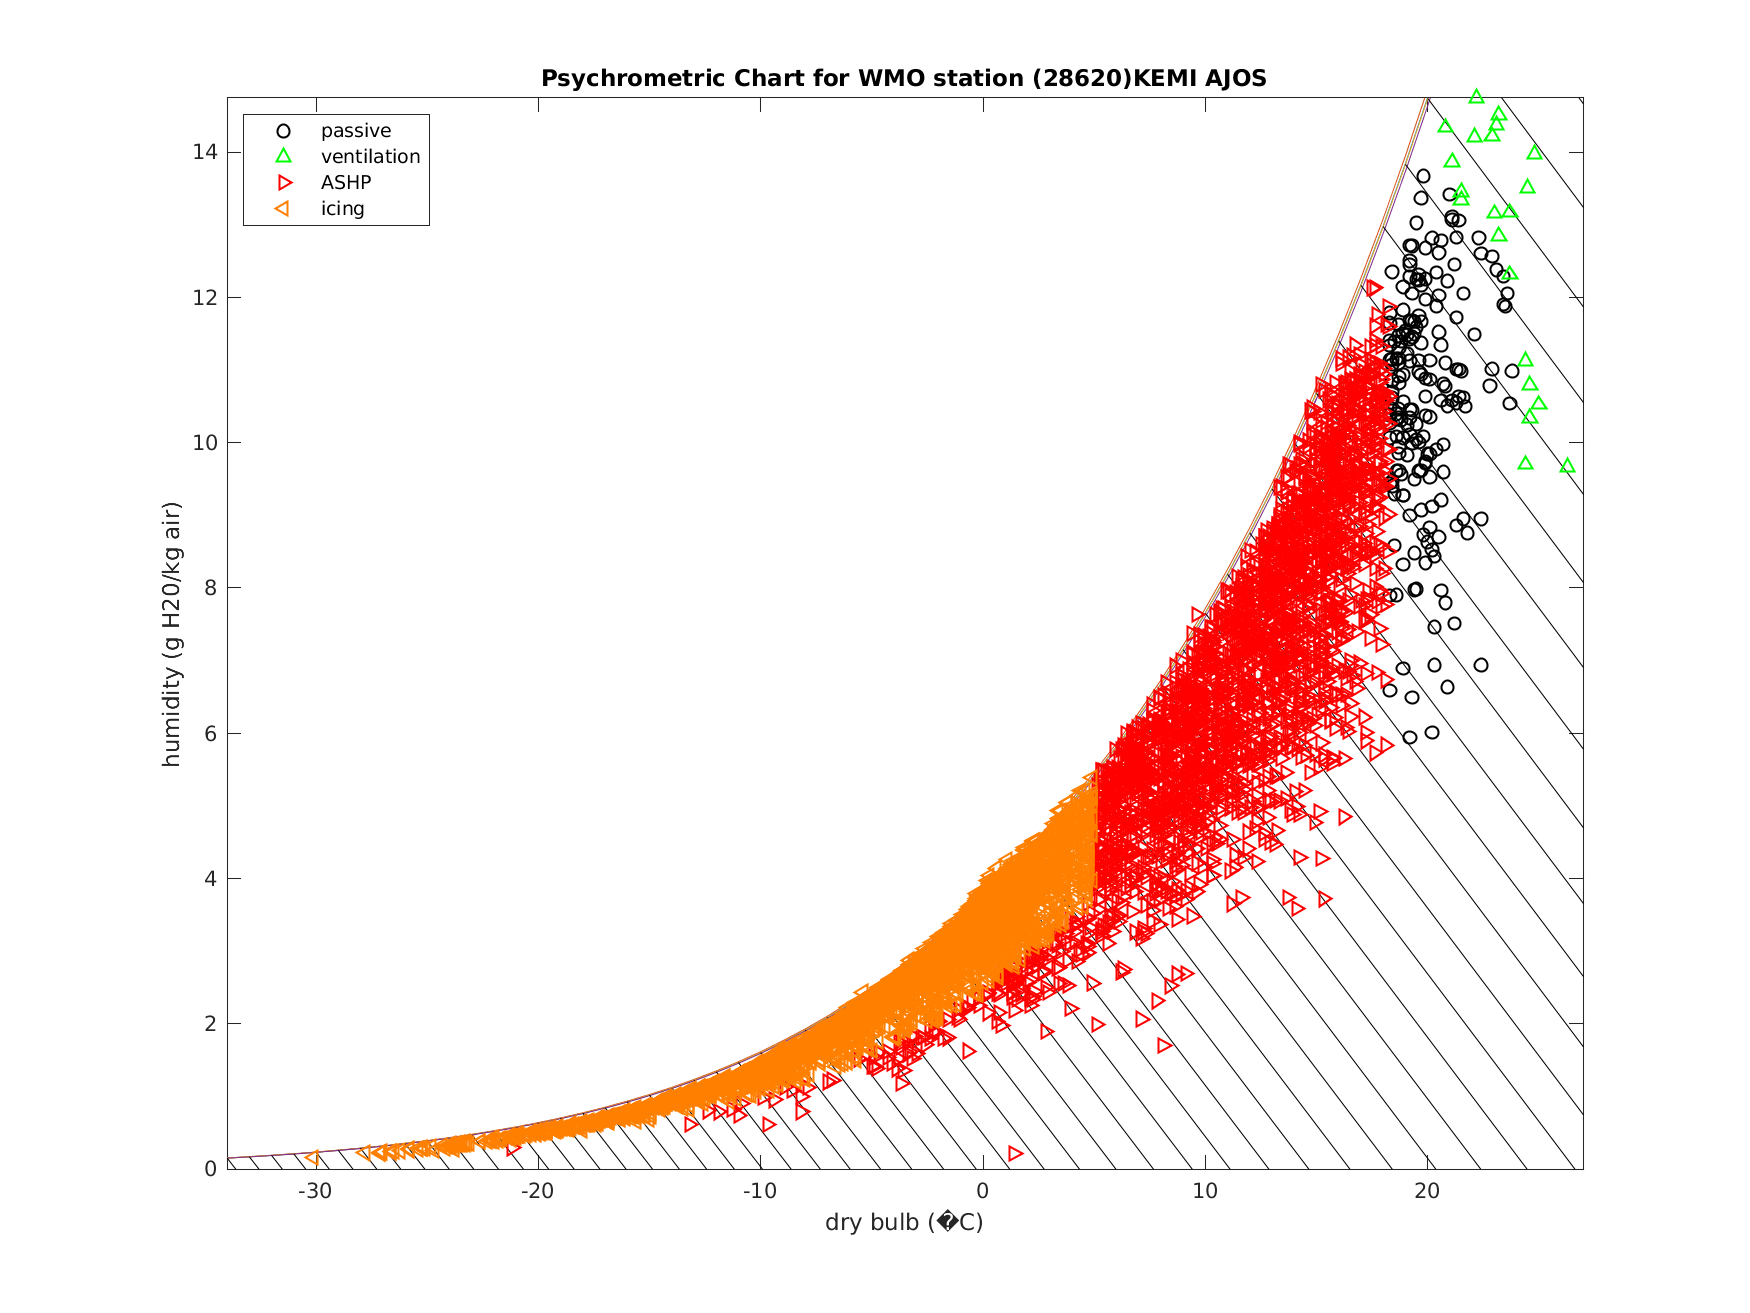 Psychrometric Chart for WMO station (28620)KEMI AJOS
passive
ventilation
ASHP
icing
14
12
10
8
6
4
2
0
humidity (g H20/kg air)
-30 -20 -10 0 10 20
dry bulb (�C)